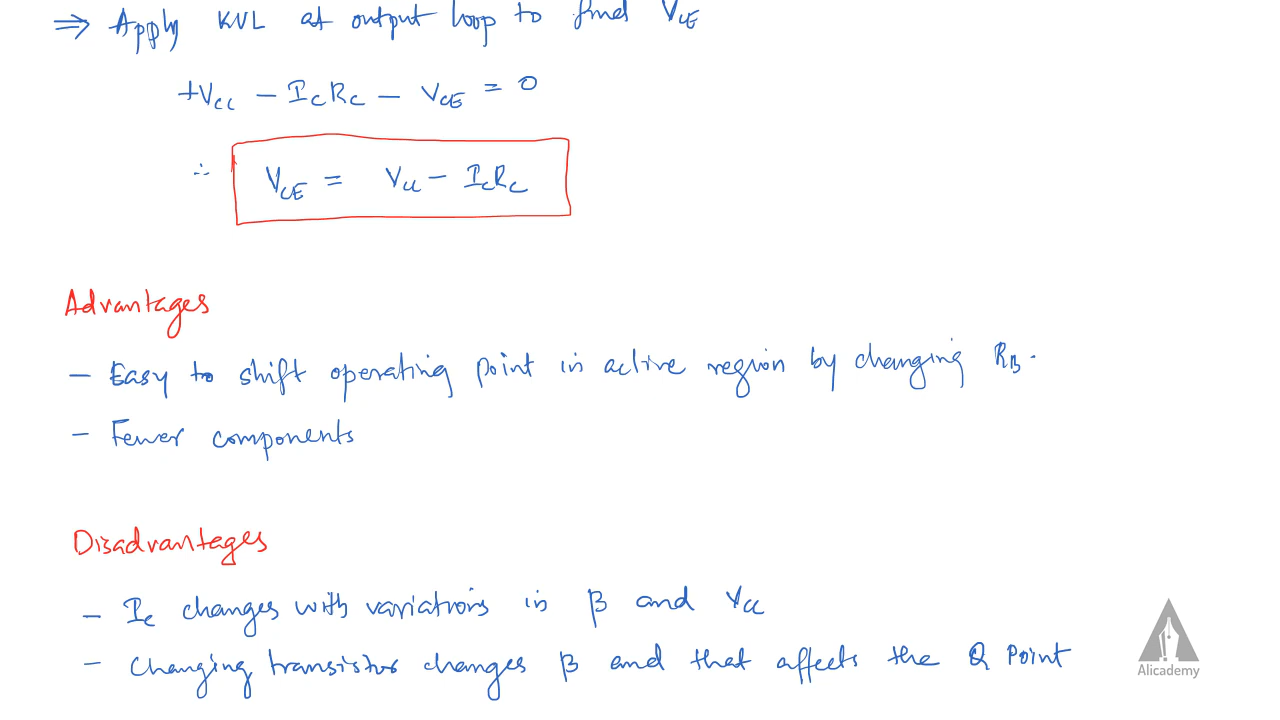 ⇒ Apply KVL at output loop to find VCE
+VCC - ICRC - VCE = 0
∴ VCE = VCC - ICRC
Advantages
- Easy to shift operating point in active region by changing RB.
- Fewer components
Disadvantages
- IC changes with variations in β and VCC
- Changing transistor changes β and that affects the Q Point
Alicademy